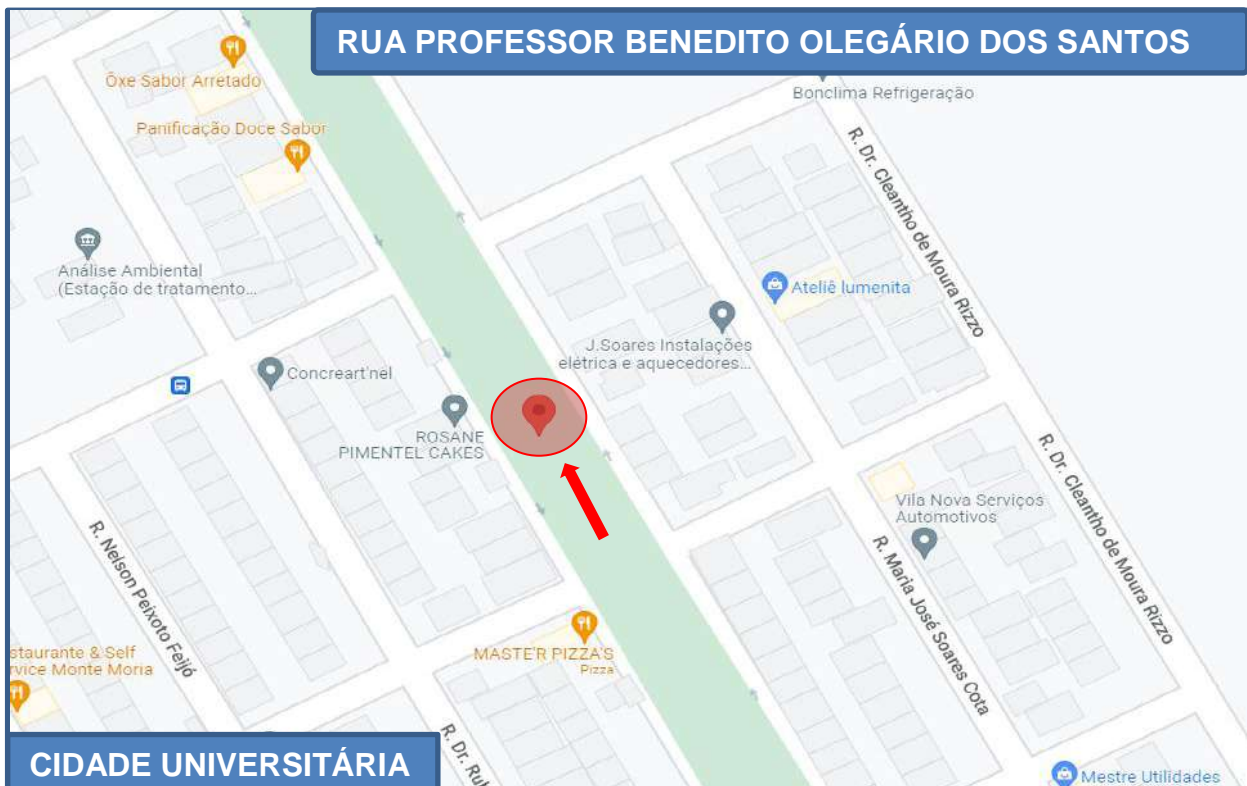 RUA PROFESSOR BENEDITO OLEGÁRIO DOS SANTOS
Ôxe Sabor Arretado
Bonclima Refrigeração
Panificação Doce Sabor
R. Dr. Cleantho de Moura Rizzo
Análise Ambiental
(Estação de tratamento...
Ateliê lumenita
J.Soares Instalações
elétrica e aquecedores...
Concreart'nel
ROSANE
PIMENTEL CAKES
R. Dr. Cleantho de Moura Rizzo
Vila Nova Serviços
Automotivos
R. Nelson Peixoto Feijó
R. Maria José Soares Cota
staurante & Self
rvice Monte Moria
MASTE'R PIZZA'S
Pizza
R. Dr. Rul
CIDADE UNIVERSITÁRIA
Mestre Utilidades